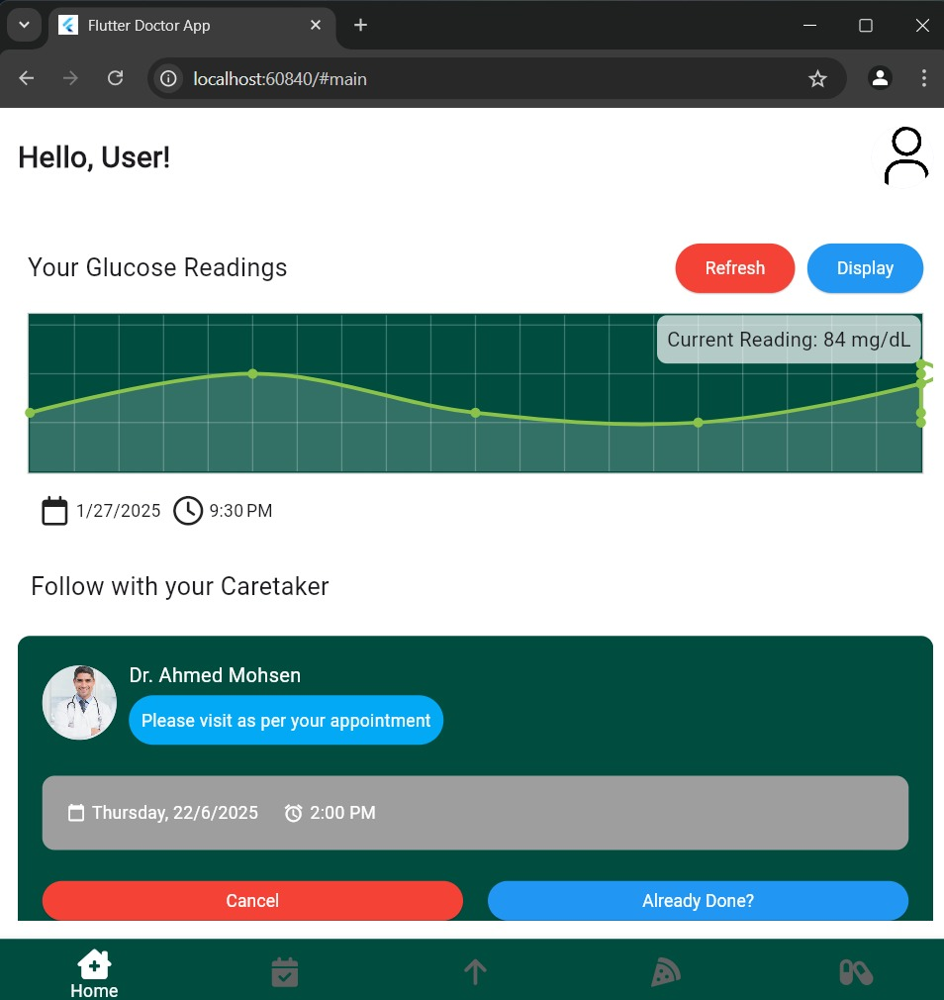 Flutter Doctor App
localhost:60840/#main
Hello, User!
Your Glucose Readings
Refresh
Display
Current Reading: 84 mg/dL
1/27/2025 9:30 PM
Follow with your Caretaker
Dr. Ahmed Mohsen
Please visit as per your appointment
Thursday, 22/6/2025 2:00 PM
Cancel
Already Done?
Home